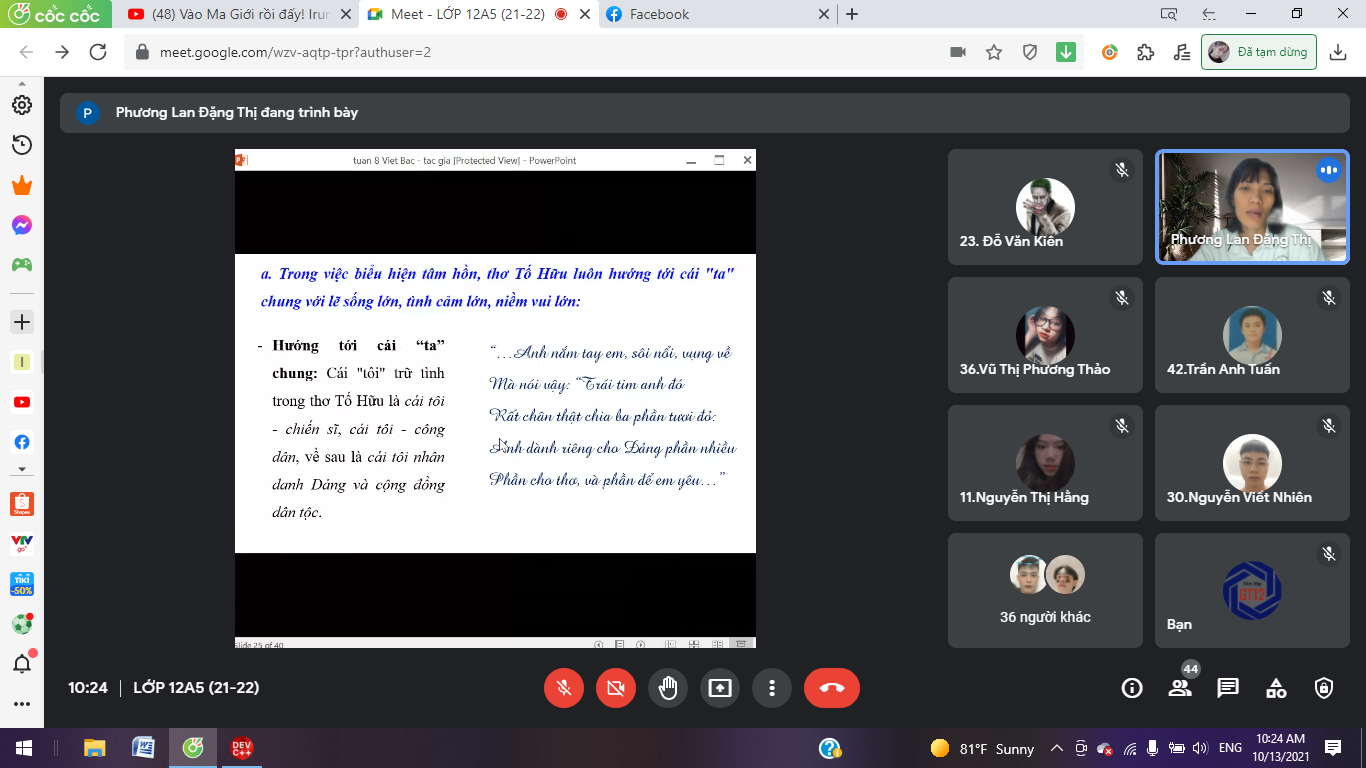 cốc cốc
(48) Vào Ma Giới rồi đấy! Irun
Meet - LỚP 12A5 (21-22)
Facebook
meet.google.com/wzv-aqtp-tpr?authuser=2
Đã tạm dừng
P
Phương Lan Đặng Thị đang trình bày
tuan 8 Viet Bac - tac gia [Protected View] - PowerPoint
a. Trong việc biểu hiện tâm hồn, thơ Tố Hữu luôn hướng tới cái "ta"
chung với lẽ sống lớn, tình cảm lớn, niềm vui lớn:
- Hướng tới cái “ta”
chung: Cái "tôi" trữ tình
trong thơ Tố Hữu là cái tôi
- chiến sĩ, cái tôi - công
dân, về sau là cái tôi nhân
danh Đảng và cộng đồng
dân tộc.
“…Anh nắm tay em, sôi nổi, vụng về
Mà nói vậy: “Trái tim anh đó
Rất chân thật chia ba phần tươi đỏ:
Anh dành riêng cho Đảng phần nhiều
Phần cho thơ, và phần để em yêu…”
Slide 25 of 40
23. Đỗ Văn Kiên
Phương Lan Đặng Thị
36.Vũ Thị Phương Thảo
42.Trần Anh Tuấn
11.Nguyễn Thị Hằng
30.Nguyễn Viết Nhiên
36 người khác
GT12
Bạn
I
Shopee
VTV
go
TIKI
-50%
10:24
LỚP 12A5 (21-22)
44
DEV
C++
81°F Sunny
ENG
10:24 AM
10/13/2021